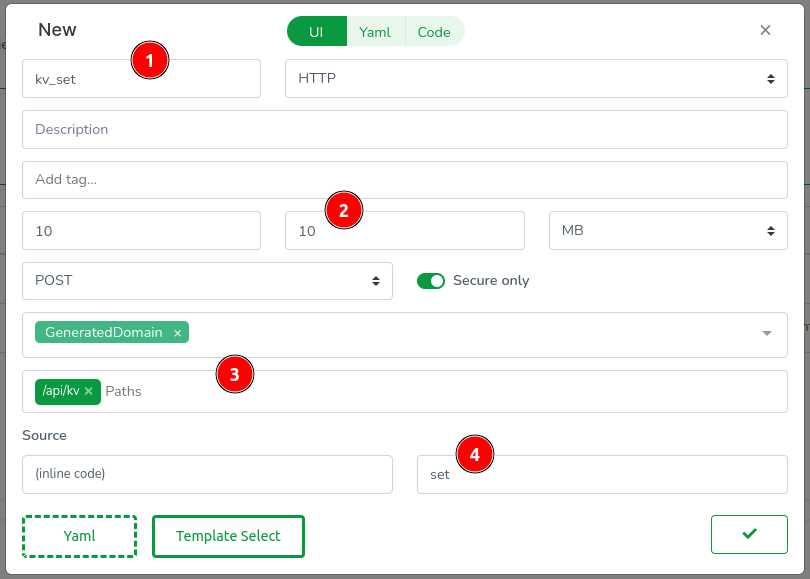 New
UI Yaml Code ×
1
kv_set HTTP
Description
Add tag...
2
10 10 MB
POST Secure only
GeneratedDomain ×
3
/api/kv × Paths
Source
4
(inline code) set
Yaml Template Select